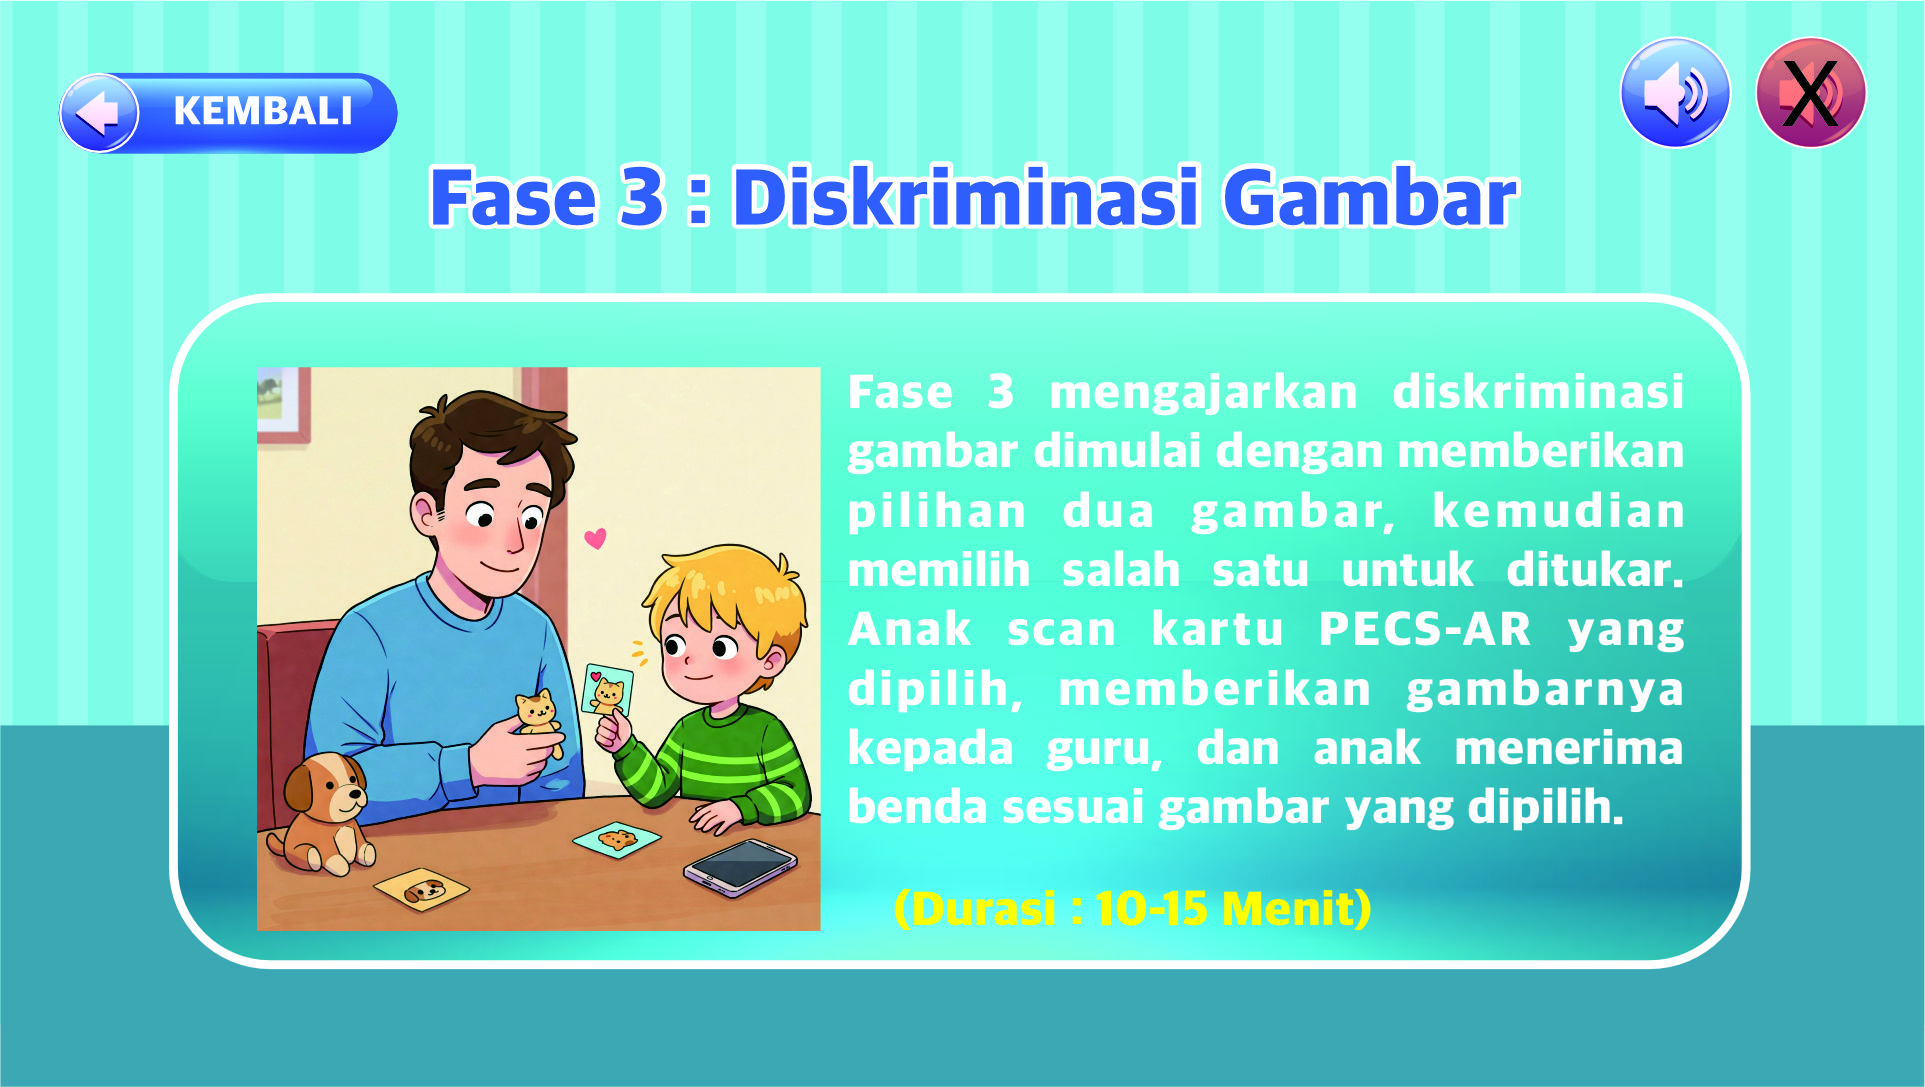 KEMBALI
X
Fase 3 : Diskriminasi Gambar
Fase 3 mengajarkan diskriminasi
gambar dimulai dengan memberikan
pilihan dua gambar, kemudian
memilih salah satu untuk ditukar.
Anak scan kartu PECS-AR yang
dipilih, memberikan gambarnya
kepada guru, dan anak menerima
benda sesuai gambar yang dipilih.
(Durasi : 10-15 Menit)